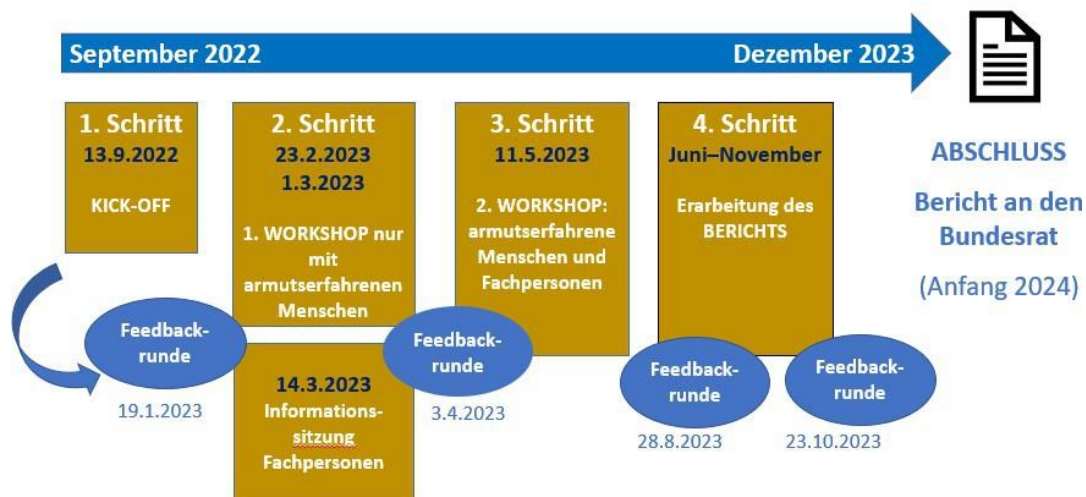 September 2022
Dezember 2023
1. Schritt
13.9.2022
KICK-OFF
2. Schritt
23.2.2023
1.3.2023
1. WORKSHOP nur
mit
armutserfahrenen
Menschen
3. Schritt
11.5.2023
2. WORKSHOP:
armutserfahrene
Menschen und
Fachpersonen
4. Schritt
Juni–November
Erarbeitung des
BERICHTS
ABSCHLUSS
Bericht an den
Bundesrat
(Anfang 2024)
Feedback-
runde
19.1.2023
14.3.2023
Informations-
sitzung
Fachpersonen
Feedback-
runde
3.4.2023
Feedback-
runde
28.8.2023
Feedback-
runde
23.10.2023